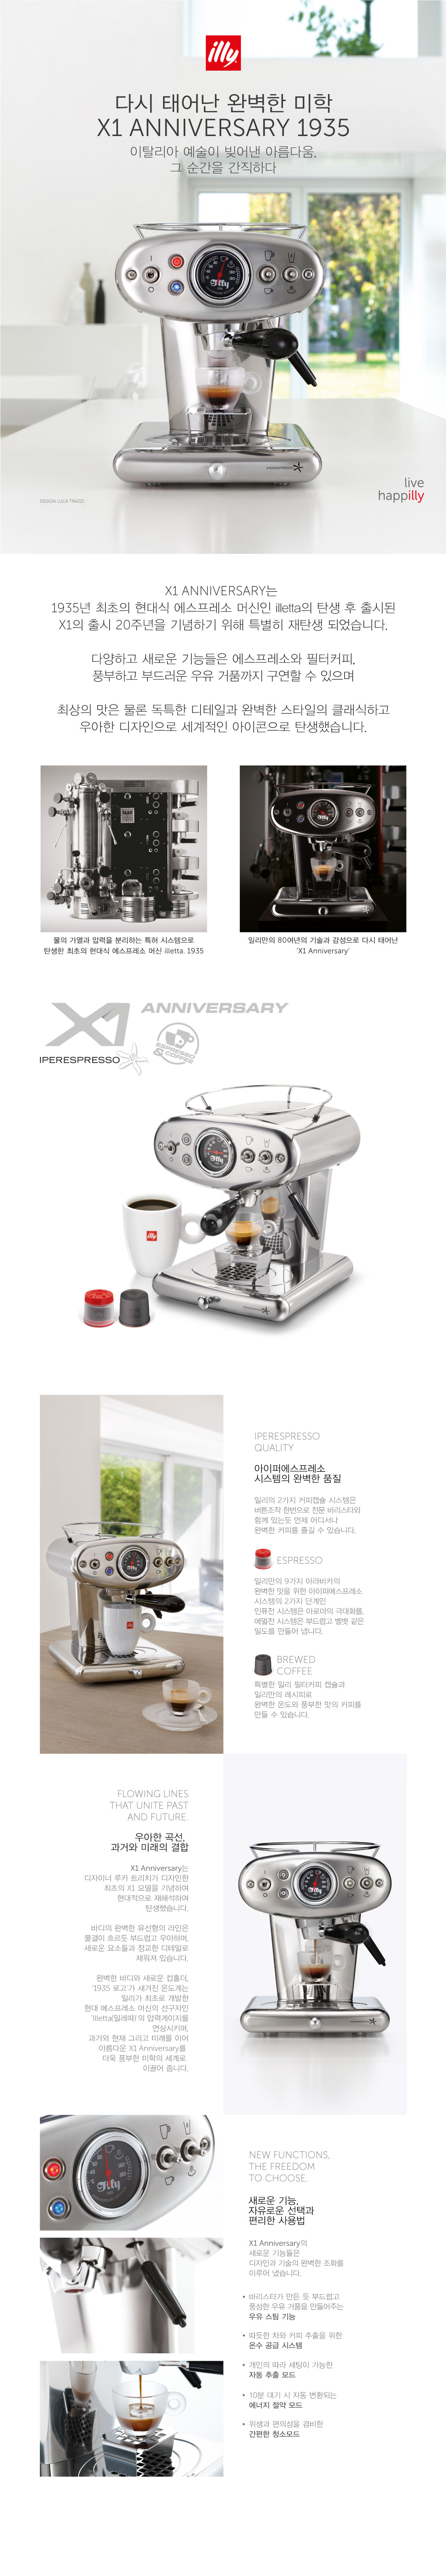 illy
다시 태어난 완벽한 미학
X1 ANNIVERSARY 1935
이탈리아 예술이 빚어낸 아름다움,
그 순간을 간직하다
DESIGN LUCA TRAZZI
live
happilly
X1 ANNIVERSARY는
1935년 최초의 현대식 에스프레소 머신인 illetta의 탄생 후 출시된
X1의 출시 20주년을 기념하기 위해 특별히 재탄생 되었습니다.
다양하고 새로운 기능들은 에스프레소와 필터커피,
풍부하고 부드러운 우유 거품까지 구연할 수 있으며
최상의 맛은 물론 독특한 디테일과 완벽한 스타일의 클래식하고
우아한 디자인으로 세계적인 아이콘으로 탄생했습니다.
물의 가열과 압력을 분리하는 특허 시스템으로
탄생한 최초의 현대식 에스프레소 머신 illetta. 1935
일리만의 80여년의 기술과 감성으로 다시 태어난
'X1 Anniversary'
X1 ANNIVERSARY
IPERESPRESSO
ESPRESSO
& COFFEE
illy
IPERESPRESSO
QUALITY
아이퍼에스프레소
시스템의 완벽한 품질
일리의 2가지 커피캡슐 시스템은
버튼조작 한번으로 전문 바리스타와
함께 있는듯 언제 어디서나
완벽한 커피를 즐길 수 있습니다.
ESPRESSO
일리만의 9가지 아라비카의
완벽한 맛을 위한 아이퍼에스프레소
시스템의 2가지 단계인
인퓨전 시스템은 아로마의 극대화를,
에멀전 시스템은 부드럽고 벨벳 같은
밀도를 만들어 냅니다.
BREWED
COFFEE
특별한 일리 필터커피 캡슐과
일리만의 레시피로
완벽한 온도와 풍부한 맛의 커피를
만들 수 있습니다.
FLOWING LINES
THAT UNITE PAST
AND FUTURE.
우아한 곡선,
과거와 미래의 결합
X1 Anniversary는
디자이너 루카 트리치가 디자인한
최초의 X1 모델을 기념하여
현대적으로 재해석하여
탄생했습니다.
바디의 완벽한 유선형의 라인은
물결이 흐르듯 부드럽고 우아하며,
새로운 요소들과 정교한 디테일로
채워져 있습니다.
완벽한 바디와 새로운 컵홀더,
'1935 로고'가 새겨진 온도계는
일리가 최초로 개발한
현대 에스프레소 머신의 선구자인
'Illetta(일레따)'의 압력게이지를
연상시키며,
과거와 현재 그리고 미래를 이어
아름다운 X1 Anniversary를
더욱 풍부한 미학의 세계로
이끌어 줍니다.
NEW FUNCTIONS,
THE FREEDOM
TO CHOOSE.
새로운 기능,
자유로운 선택과
편리한 사용법
X1 Anniversary의
새로운 기능들은
디자인과 기술의 완벽한 조화를
이루어 냈습니다.
• 바리스타가 만든 듯 부드럽고
풍성한 우유 거품을 만들어주는
우유 스팀 기능
• 따듯한 차와 커피 추출을 위한
온수 공급 시스템
• 개인의 따라 세팅이 가능한
자동 추출 모드
• 10분 대기 시 자동 변환되는
에너지 절약 모드
• 위생과 편의성을 겸비한
간편한 청소모드